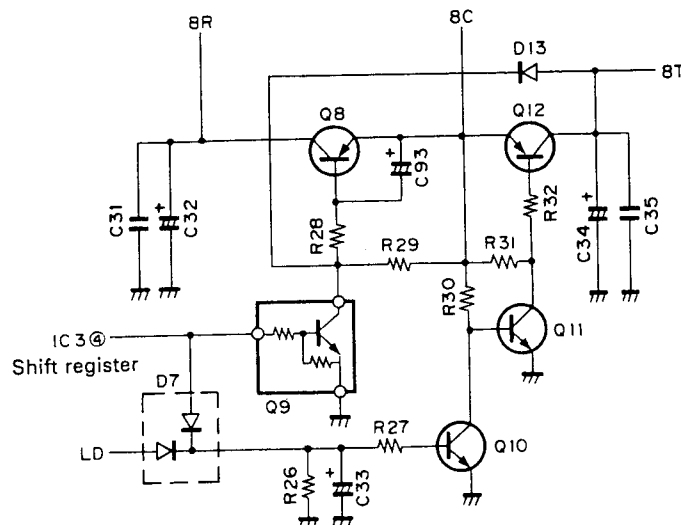 8R
8C
D13
8T
Q8
Q12
+
C93
C31
+
C32
R28
R29
R31
R32
+
C34
C35
R30
Q11
IC3④
Shift register
D7
Q9
LD
R27
Q10
R26
+
C33